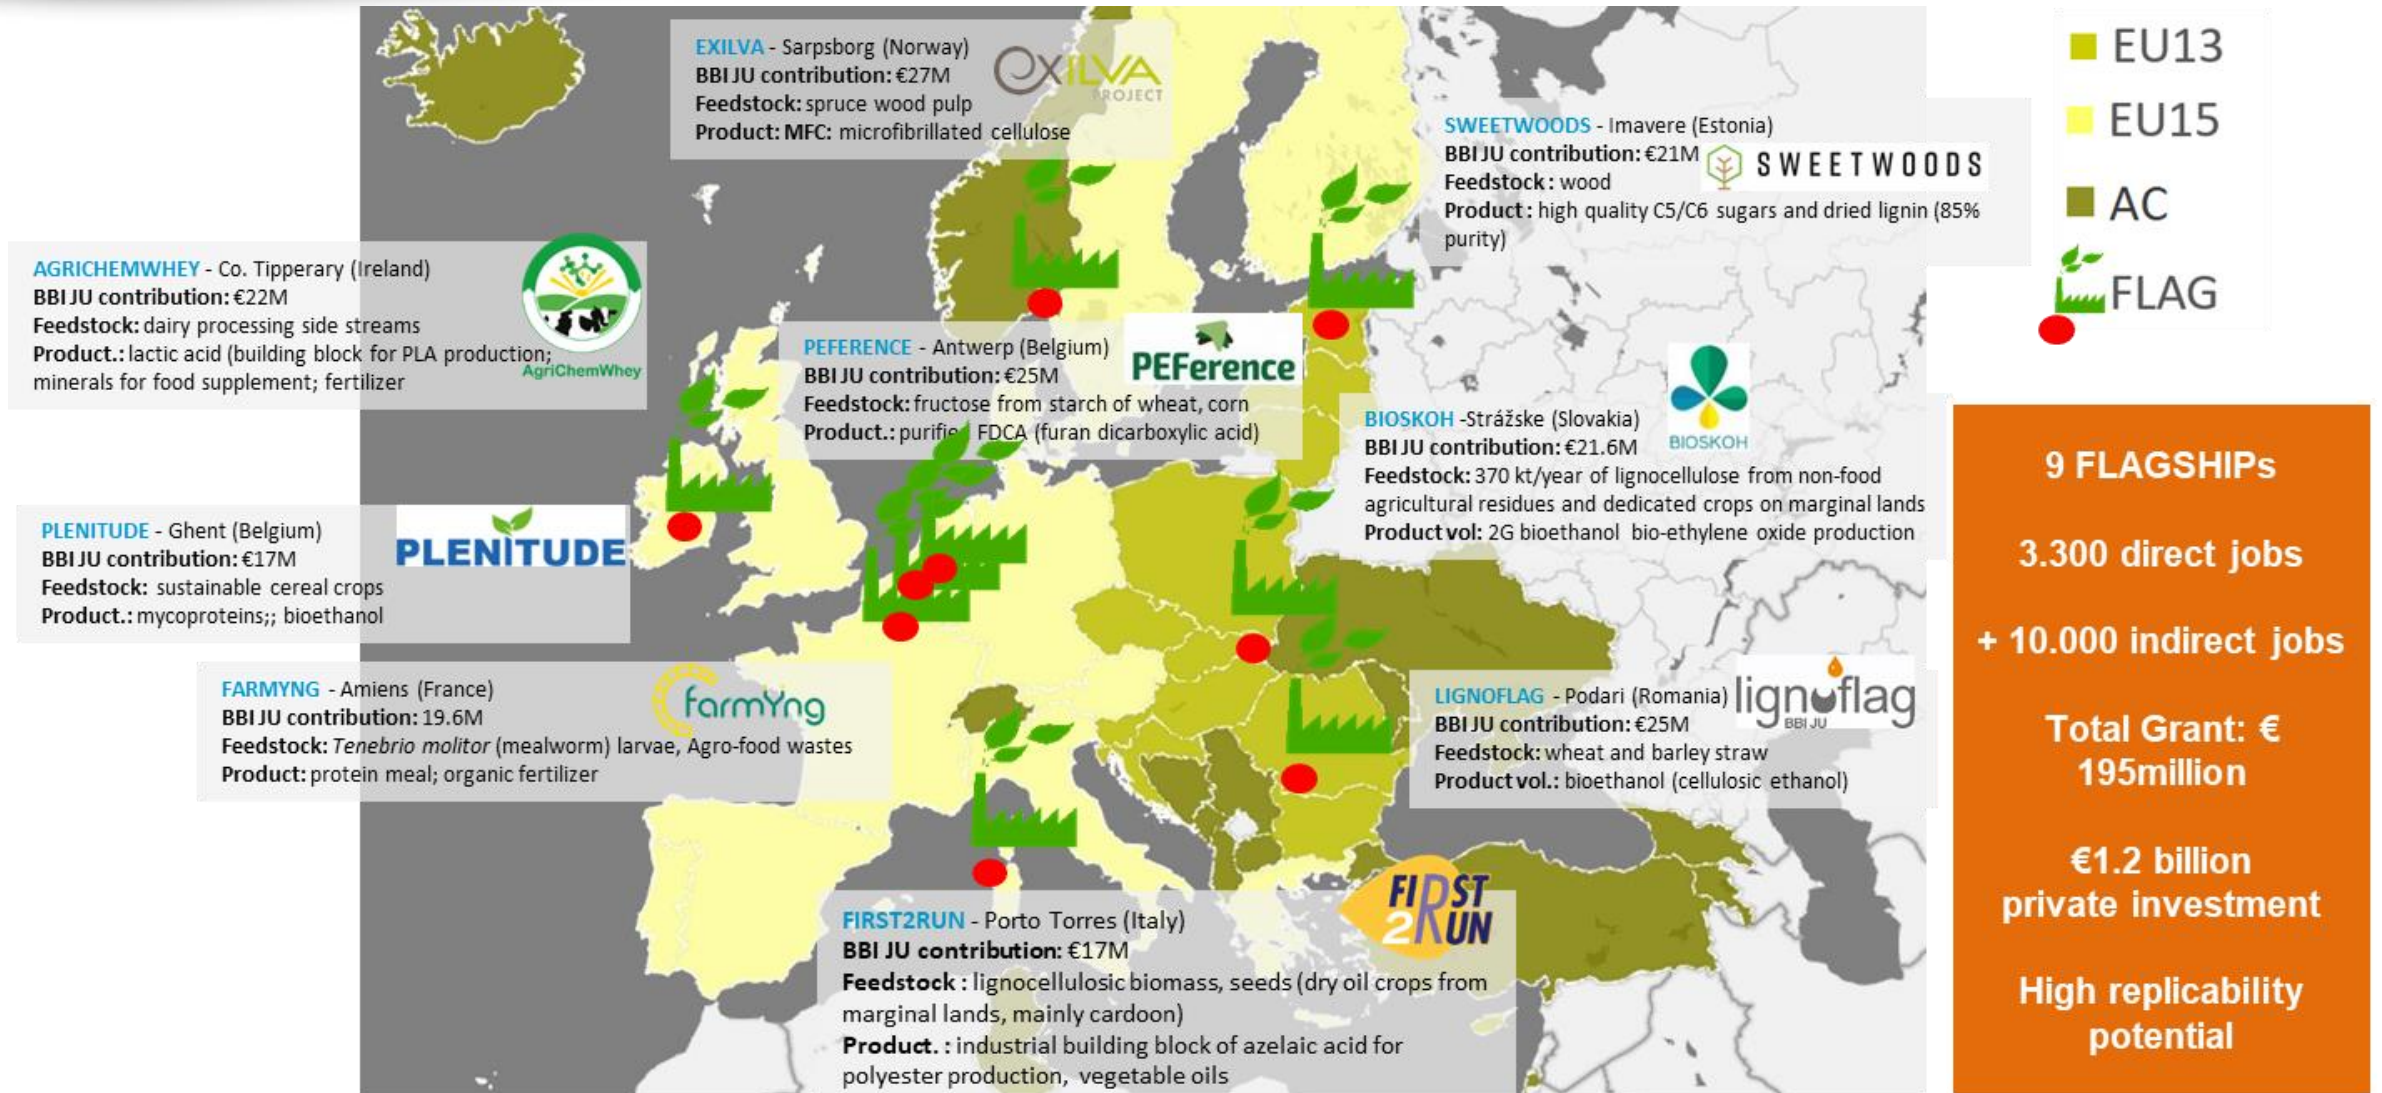 EXILVA - Sarpsborg (Norway)
BBI JU contribution: €27M
Feedstock: spruce wood pulp
Product: MFC: microfibrillated cellulose
EXILVA
PROJECT
SWEETWOODS - Imavere (Estonia)
BBI JU contribution: €21M
Feedstock: wood
Product: high quality C5/C6 sugars and dried lignin (85%
purity)
SWEETWOODS
EU13
EU15
AC
FLAG
AGRICHEMWHEY - Co. Tipperary (Ireland)
BBI JU contribution: €22M
Feedstock: dairy processing side streams
Product.: lactic acid (building block for PLA production;
minerals for food supplement; fertilizer
AgriChemWhey
PEFERENCE - Antwerp (Belgium)
BBI JU contribution: €25M
Feedstock: fructose from starch of wheat, corn
Product.: purifie FDCA (furan dicarboxylic acid)
PEFerence
BIOSKOH -Strážske (Slovakia)
BBI JU contribution: €21.6M
Feedstock: 370 kt/year of lignocellulose from non-food
agricultural residues and dedicated crops on marginal lands
Product vol: 2G bioethanol bio-ethylene oxide production
BIOSKOH
PLENITUDE - Ghent (Belgium)
BBI JU contribution: €17M
Feedstock: sustainable cereal crops
Product.: mycoproteins;; bioethanol
PLENITUDE
FARMYNG - Amiens (France)
BBI JU contribution: 19.6M
Feedstock: Tenebrio molitor (mealworm) larvae, Agro-food wastes
Product: protein meal; organic fertilizer
farmYng
LIGNOFLAG - Podari (Romania)
BBI JU contribution: €25M
Feedstock: wheat and barley straw
Product vol.: bioethanol (cellulosic ethanol)
lignoflag
BBI JU
FIRST2RUN - Porto Torres (Italy)
BBI JU contribution: €17M
Feedstock : lignocellulosic biomass, seeds (dry oil crops from
marginal lands, mainly cardoon)
Product. : industrial building block of azelaic acid for
polyester production, vegetable oils
FIRST
2RUN
9 FLAGSHIPs
3.300 direct jobs
+ 10.000 indirect jobs
Total Grant: €
195million
€1.2 billion
private investment
High replicability
potential